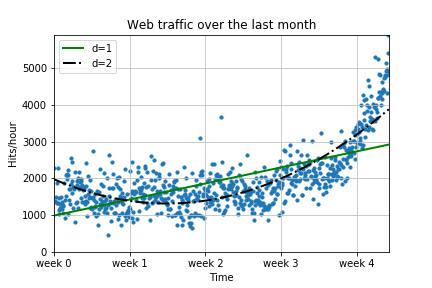 Web traffic over the last month
d=1
d=2
Hits/hour
5000
4000
3000
2000
1000
0
week 0 week 1 week 2 week 3 week 4
Time